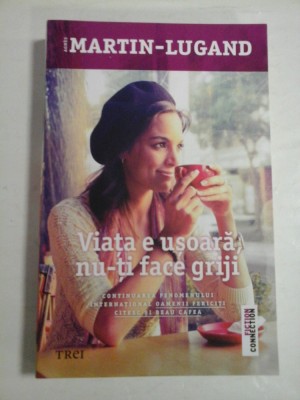 AGNÈS
MARTIN-LUGAND
Viața e ușoară,
nu-ți face griji
CONTINUAREA FENOMENULUI
INTERNAȚIONAL OAMENII FERICIȚI
CITESC ȘI BEAU CAFEA
FICTION
CONNECTION
TREI